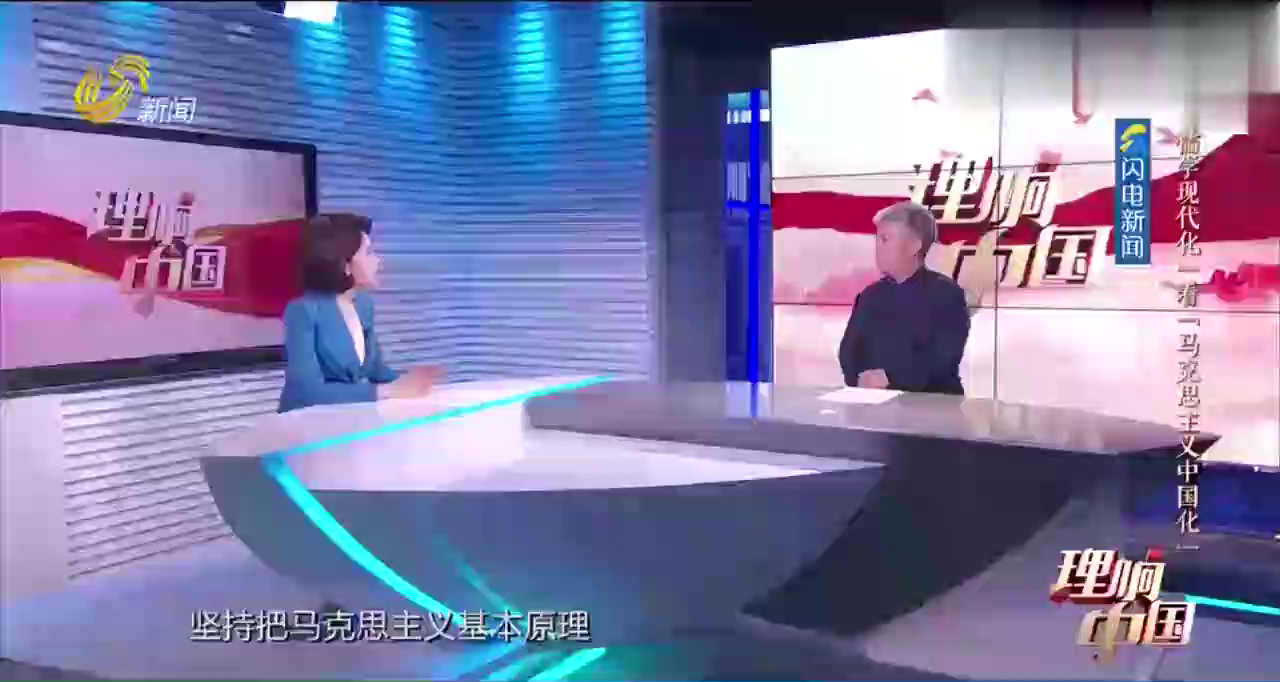 新闻
理响
中国
理响
中国
闪电新闻
学现代化」看「马克思主义中国化」
理响
中国
坚持把马克思主义基本原理